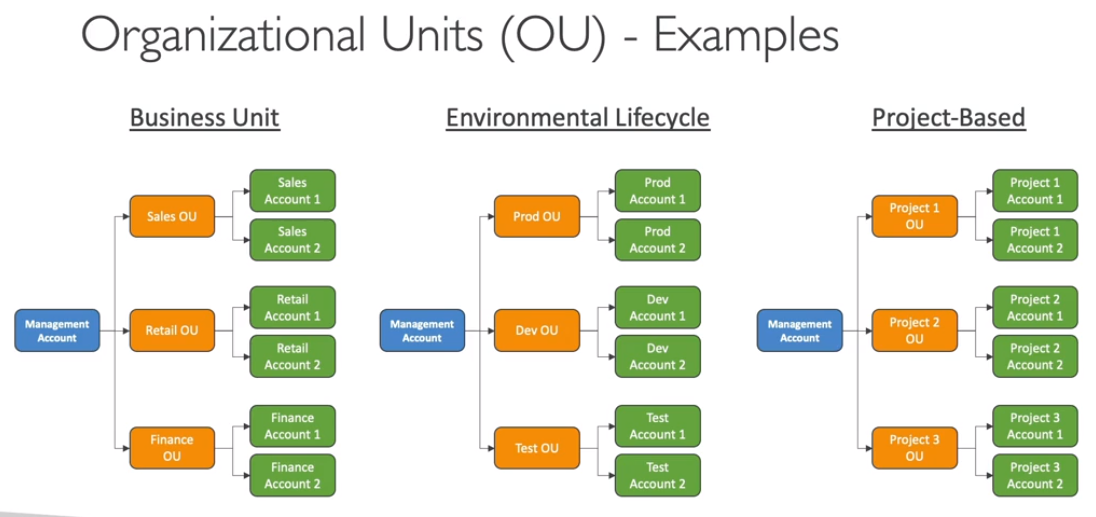 Organizational Units (OU) - Examples
Business Unit
Management
Account
Sales OU
Sales
Account 1
Sales
Account 2
Retail OU
Retail
Account 1
Retail
Account 2
Finance
OU
Finance
Account 1
Finance
Account 2
Environmental Lifecycle
Management
Account
Prod OU
Prod
Account 1
Prod
Account 2
Dev OU
Dev
Account 1
Dev
Account 2
Test OU
Test
Account 1
Test
Account 2
Project-Based
Management
Account
Project 1
OU
Project 1
Account 1
Project 1
Account 2
Project 2
OU
Project 2
Account 1
Project 2
Account 2
Project 3
OU
Project 3
Account 1
Project 3
Account 2